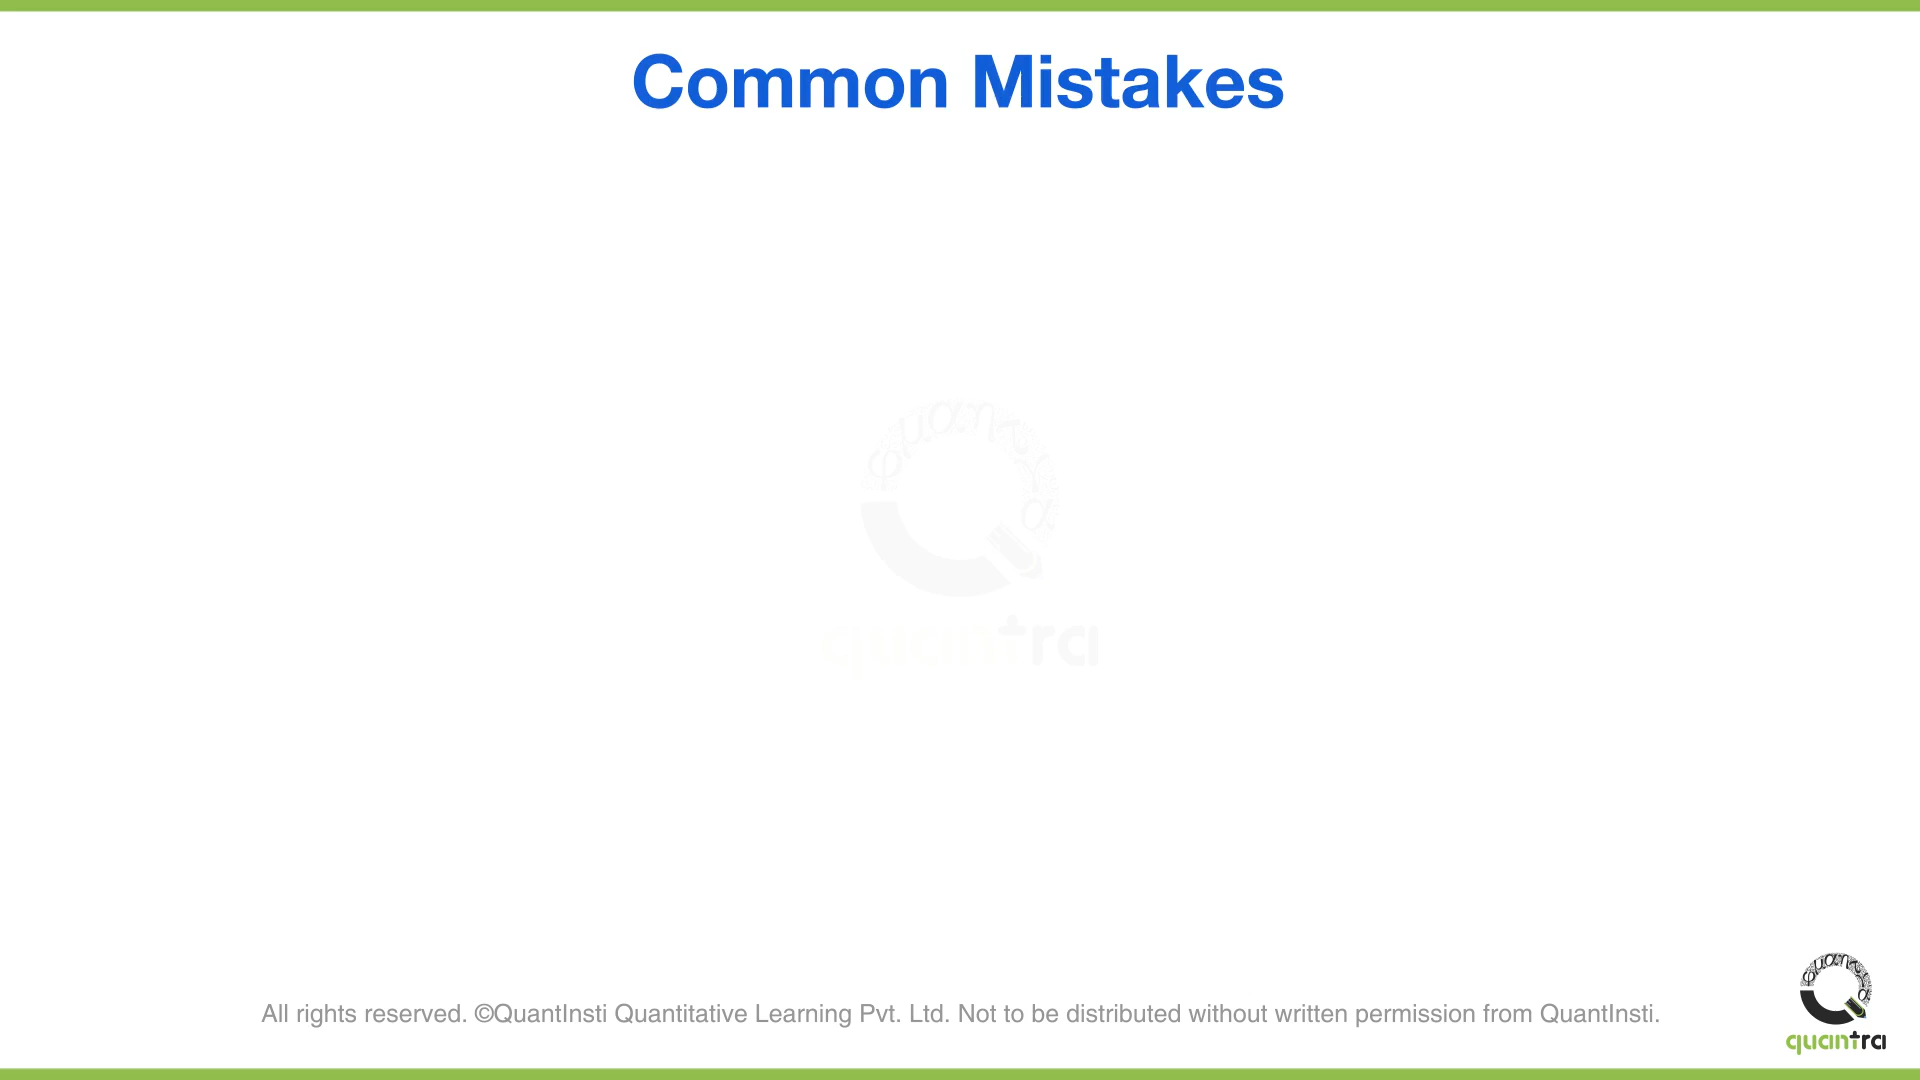 Common Mistakes
quantra
All rights reserved. ©QuantInsti Quantitative Learning Pvt. Ltd. Not to be distributed without written permission from QuantInsti.
quantra